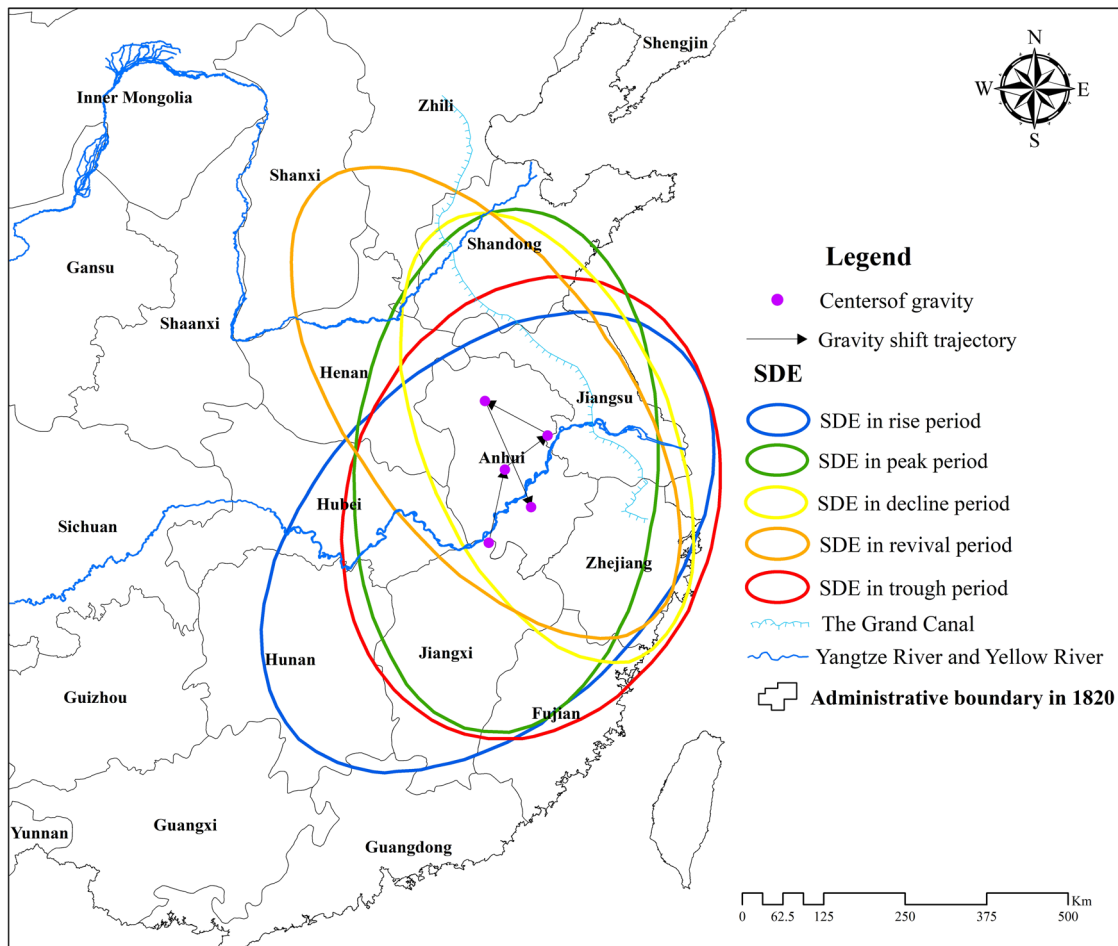 Shengjin
N
W E
S
Inner Mongolia
Zhili
Shanxi
Shandong
Gansu
Shaanxi
Henan
Jiangsu
Anhui
Hubei
Sichuan
Zhejiang
Hunan
Jiangxi
Guizhou
Fujian
Yunnan
Guangxi
Guangdong
Legend
Centersof gravity
Gravity shift trajectory
SDE
SDE in rise period
SDE in peak period
SDE in decline period
SDE in revival period
SDE in trough period
The Grand Canal
Yangtze River and Yellow River
Administrative boundary in 1820
Km
0 62.5 125 250 375 500